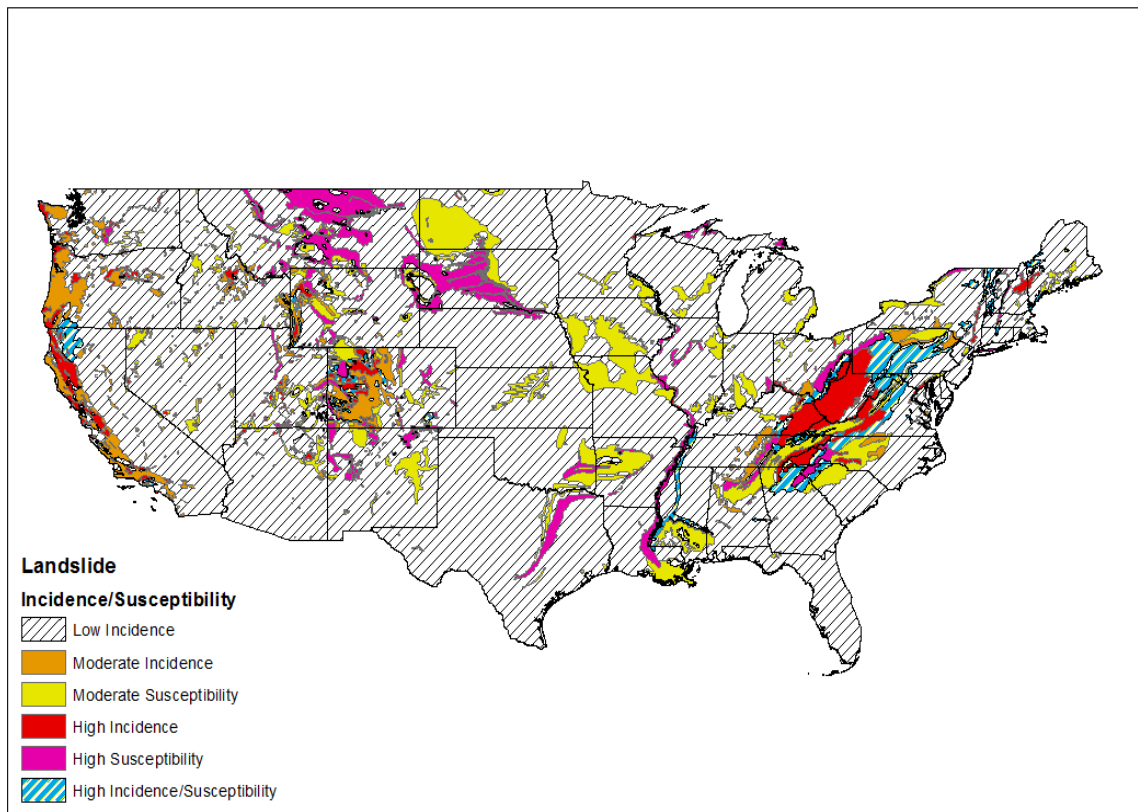 Landslide
Incidence/Susceptibility
Low Incidence
Moderate Incidence
Moderate Susceptibility
High Incidence
High Susceptibility
High Incidence/Susceptibility